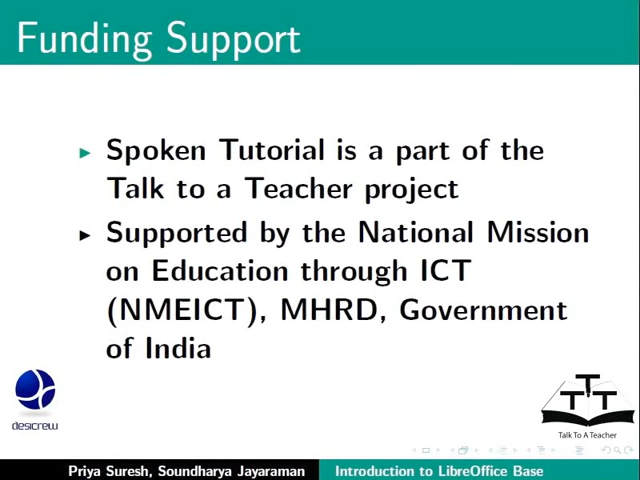 Funding Support
Spoken Tutorial is a part of the
Talk to a Teacher project
Supported by the National Mission
on Education through ICT
(NMEICT), MHRD, Government
of India
desicrew
T
T T
Talk To A Teacher
Priya Suresh, Soundharya Jayaraman Introduction to LibreOffice Base